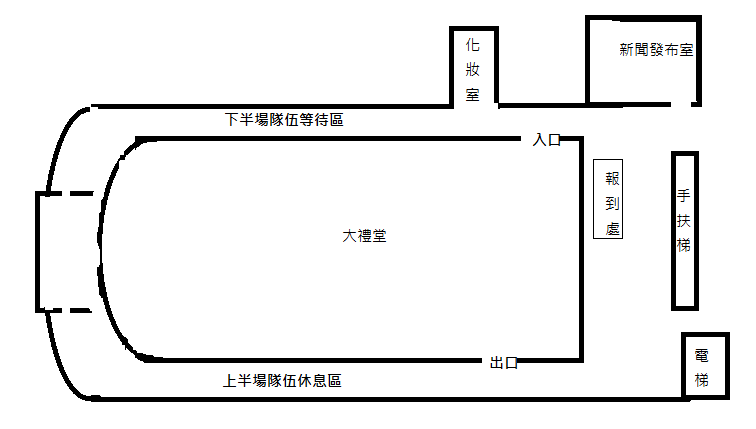 化妝室
新聞發布室
下半場隊伍等待區
入口
報到處
手扶梯
大禮堂
出口
電梯
上半場隊伍休息區